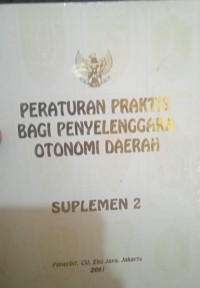 PERATURAN PRAKTIS
BAGI PENYELENGGARA
OTONOMI DAERAH
SUPLEMEN 2
Penerbit. CV. Eko Jaya. Jakarta
2001